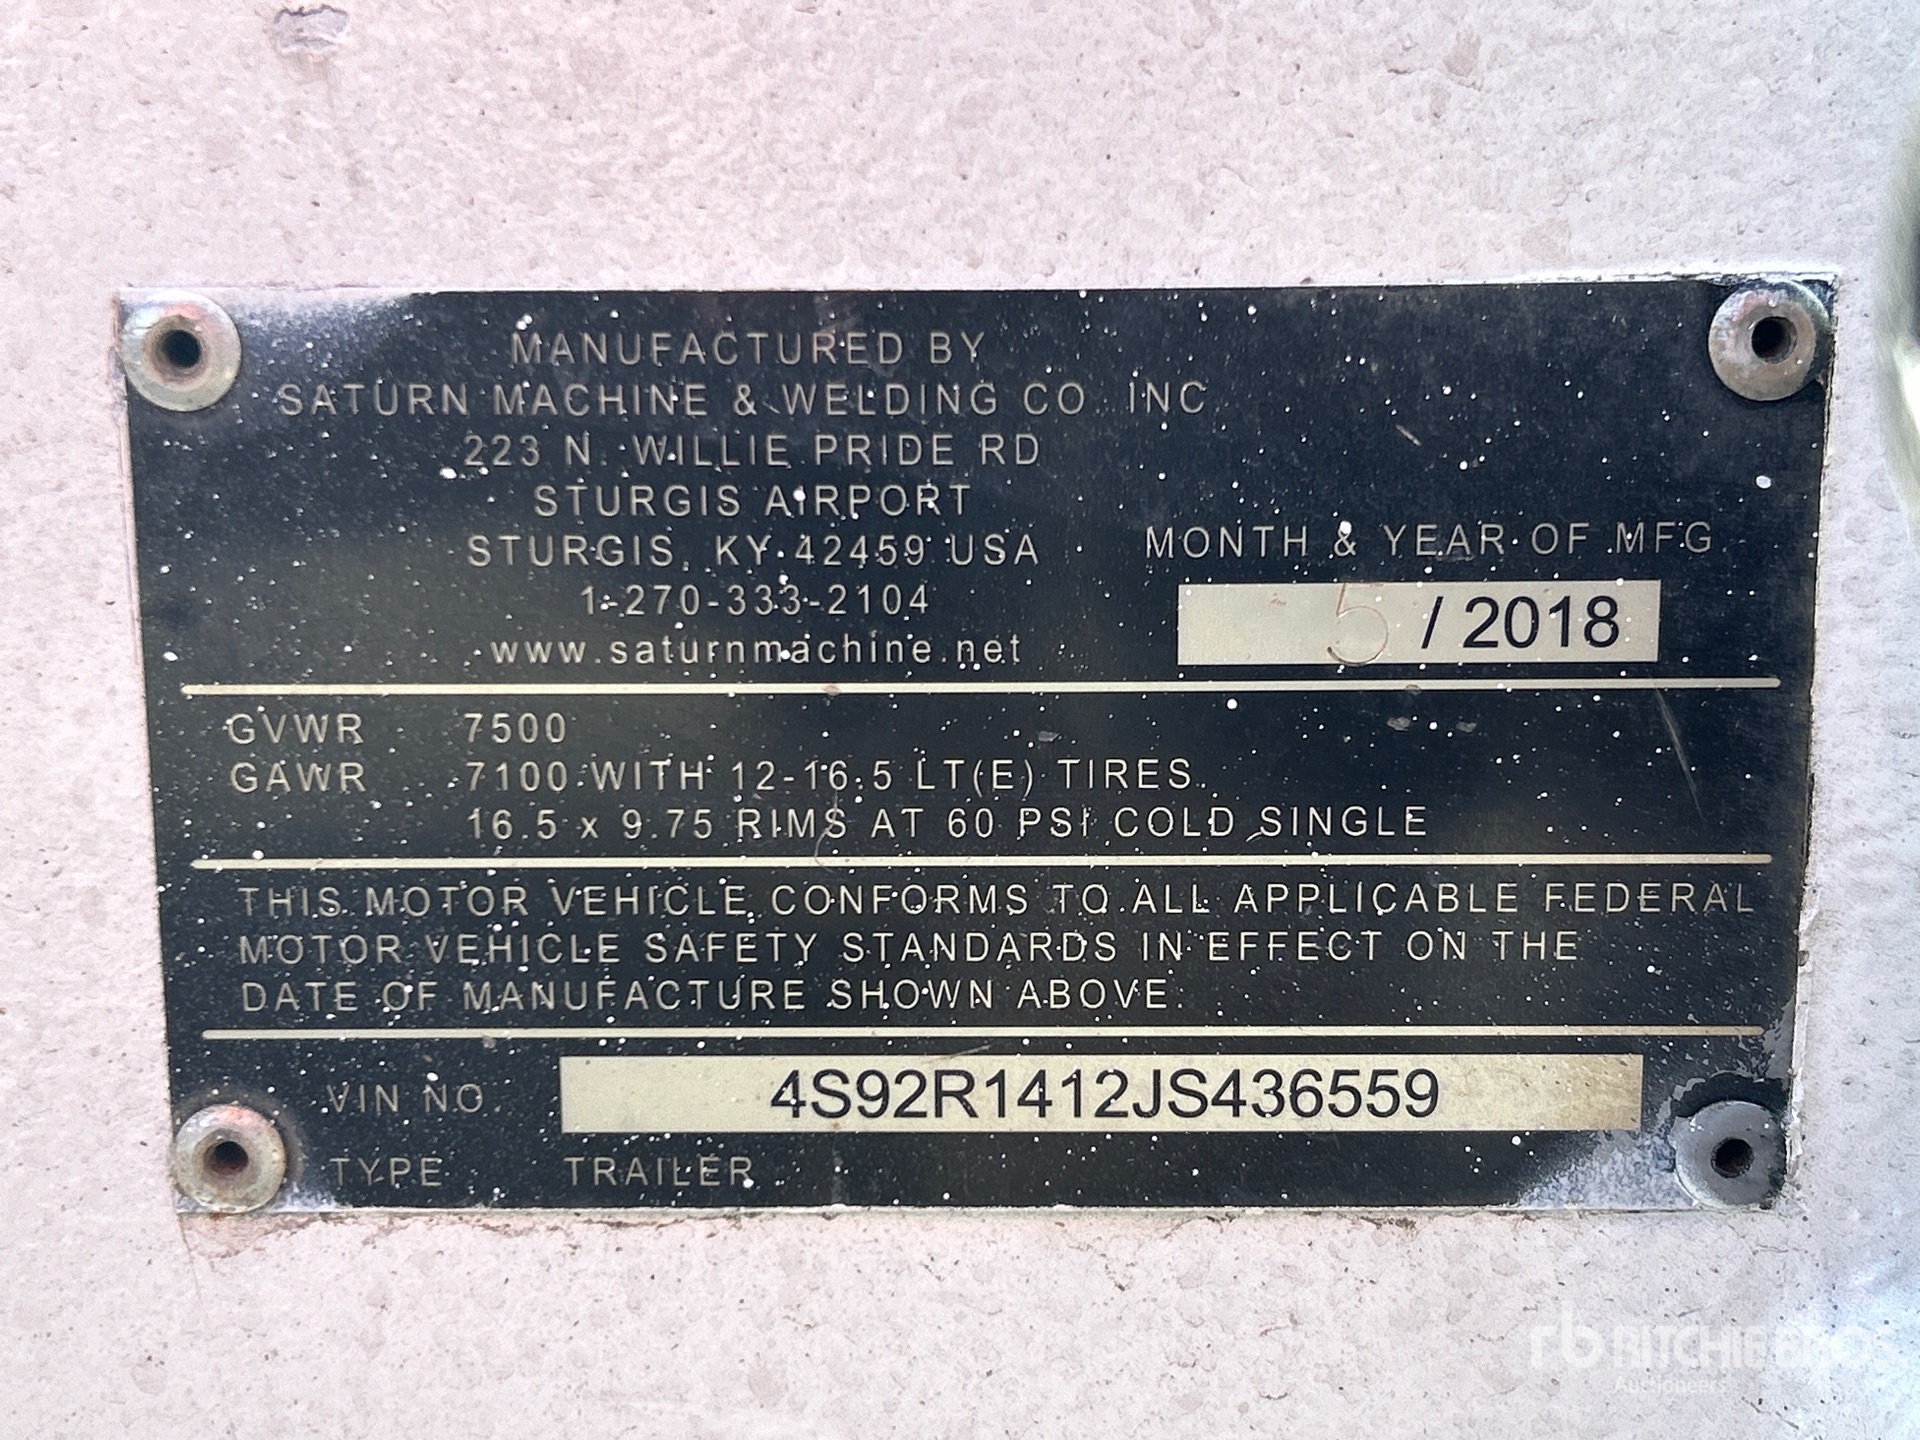 MANUFACTURED BY
SATURN MACHINE & WELDING CO. INC
223 N. WILLIE PRIDE RD
STURGIS AIRPORT
STURGIS, KY 42459 USA
1-270-333-2104
www.saturnmachine.net
MONTH & YEAR OF MFG
5 / 2018
GVWR 7500
GAWR 7100 WITH 12-16.5 LT(E) TIRES.
16.5 x 9.75 RIMS AT 60 PSI COLD SINGLE
THIS MOTOR VEHICLE CONFORMS TO ALL APPLICABLE FEDERAL
MOTOR VEHICLE SAFETY STANDARDS IN EFFECT ON THE
DATE OF MANUFACTURE SHOWN ABOVE.
VIN NO. 4S92R1412JS436559
TYPE TRAILER
rb RITCHIE BROS
Auctioneers